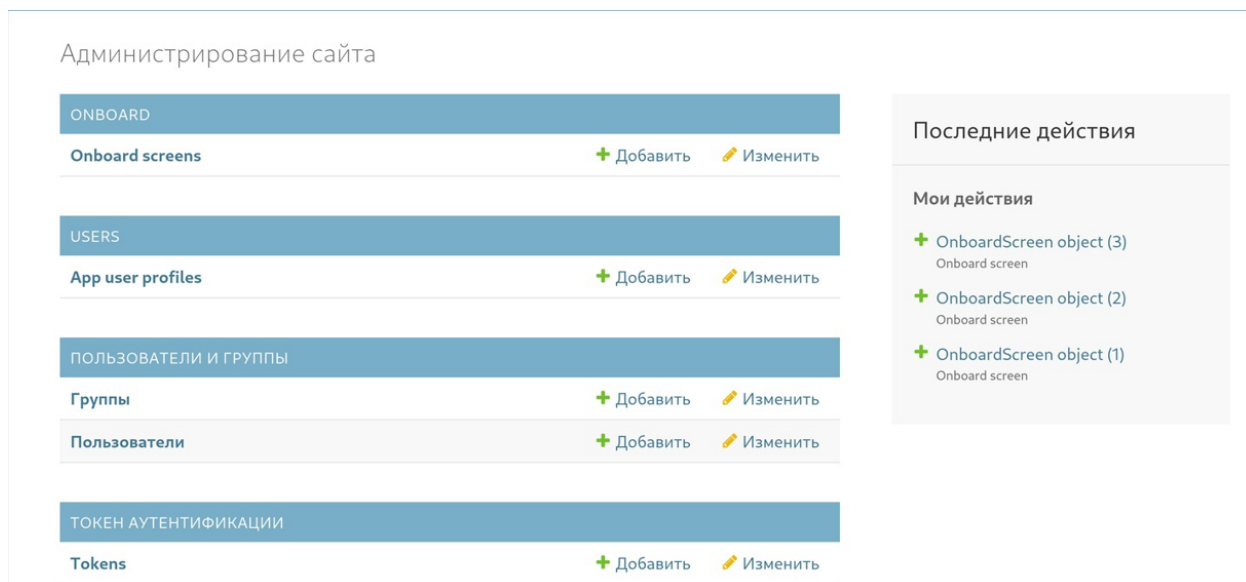 Администрирование сайта
ONBOARD
Onboard screens Добавить Изменить
USERS
App user profiles Добавить Изменить
ПОЛЬЗОВАТЕЛИ И ГРУППЫ
Группы Добавить Изменить
Пользователи Добавить Изменить
ТОКЕН АУТЕНТИФИКАЦИИ
Tokens Добавить Изменить
Последние действия
Мои действия
OnboardScreen object (3)
Onboard screen
OnboardScreen object (2)
Onboard screen
OnboardScreen object (1)
Onboard screen